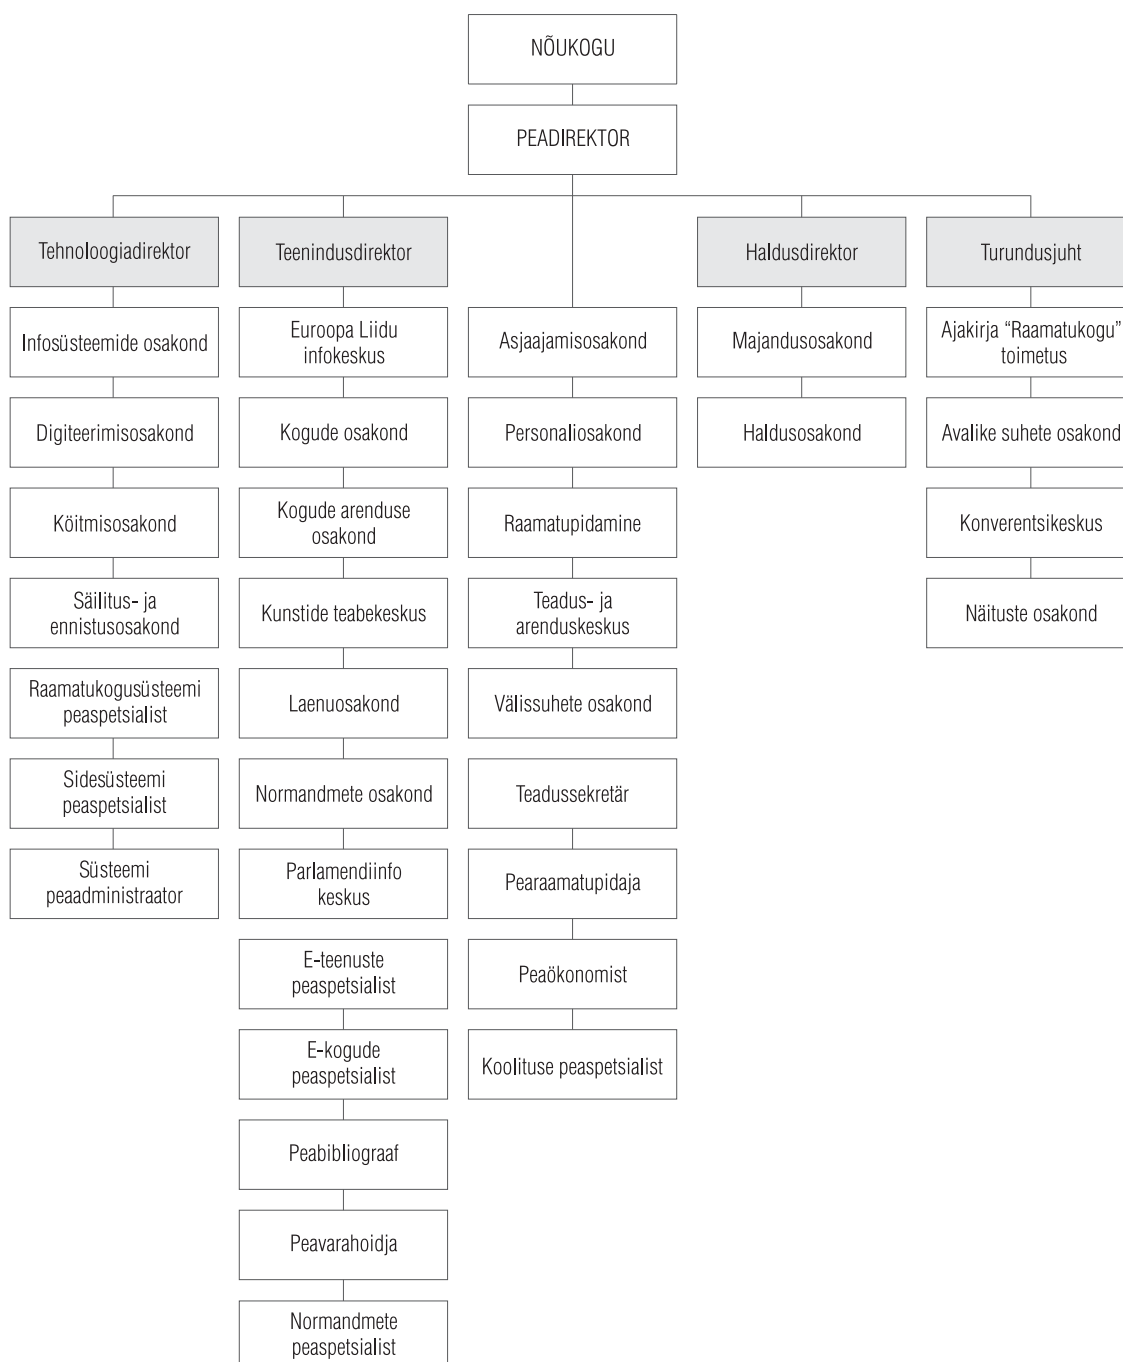 NÕUKOGU
PEADIREKTOR
Tehnoloogiadirektor
Infosüsteemide osakond
Digiteerimisosakond
Köitmisosakond
Säilitus- ja
ennistusosakond
Raamatukogusüsteemi
peaspetsialist
Sidesüsteemi
peaspetsialist
Süsteemi
peaadministraator
Teenindusdirektor
Euroopa Liidu
infokeskus
Kogude osakond
Kogude arenduse
osakond
Kunstide teabekeskus
Laenuosakond
Normandmete osakond
Parlamendiinfo
keskus
E-teenuste
peaspetsialist
E-kogude
peaspetsialist
Peabibliograaf
Peavarahoidja
Normandmete
peaspetsialist
Asjaajamisosakond
Personaliosakond
Raamatupidamine
Teadus- ja
arenduskeskus
Välissuhete osakond
Teadussekretär
Pearaamatupidaja
Peaökonomist
Koolituse peaspetsialist
Haldusdirektor
Majandusosakond
Haldusosakond
Turundusjuht
Ajakirja “Raamatukogu”
toimetus
Avalike suhete osakond
Konverentsikeskus
Näituste osakond